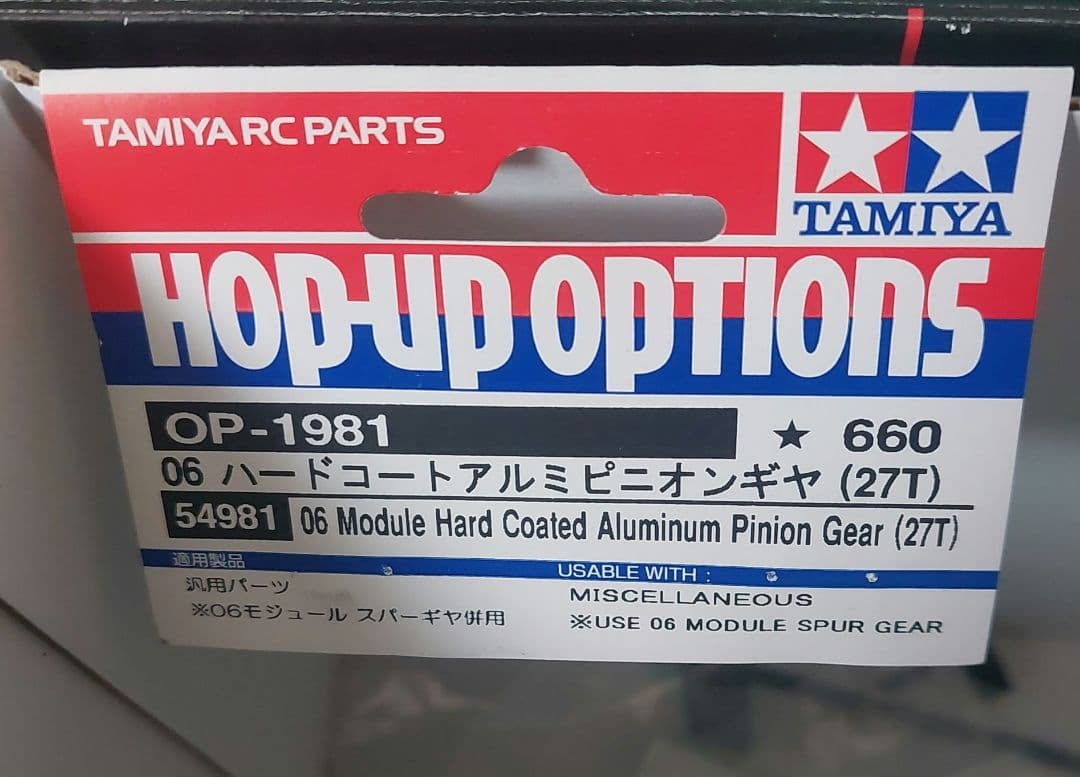 TAMIYA RC PARTS
TAMIYA
HOP-UP OPTIONS
OP-1981 ★ 660
06 ハードコートアルミピニオンギヤ (27T)
54981 06 Module Hard Coated Aluminum Pinion Gear (27T)
適用製品
汎用パーツ
※06モジュール スパーギヤ併用
USABLE WITH :
MISCELLANEOUS
※USE 06 MODULE SPUR GEAR